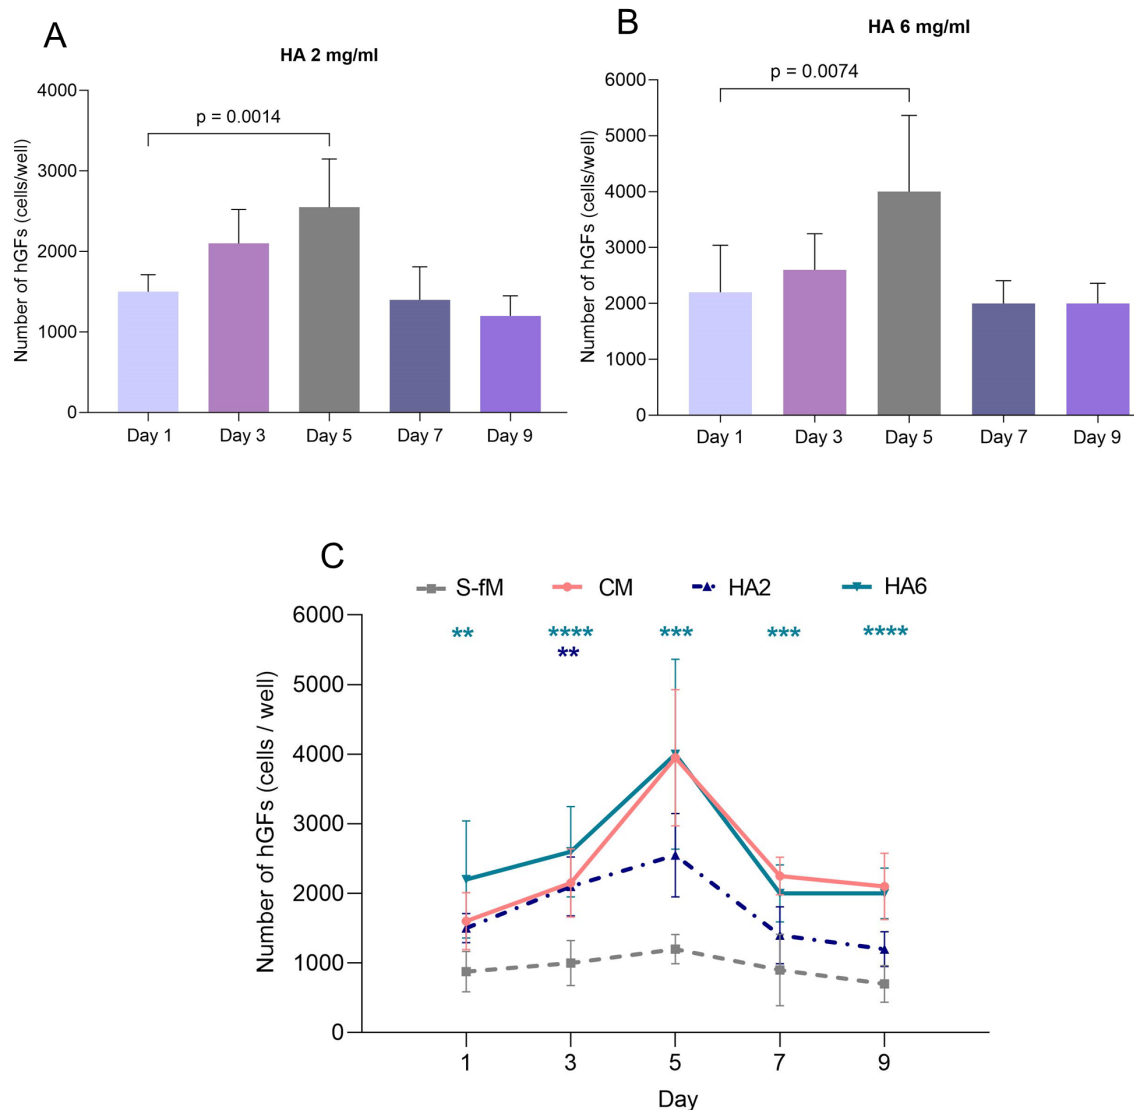 A
HA 2 mg/ml
p = 0.0014
Number of hGFs (cells/well)
4000
3000
2000
1000
0
Day 1 Day 3 Day 5 Day 7 Day 9
B
HA 6 mg/ml
p = 0.0074
Number of hGFs (cells/well)
6000
5000
4000
3000
2000
1000
0
Day 1 Day 3 Day 5 Day 7 Day 9
C
S-fM CM HA2 HA6
** **** *** *** ****
**
Number of hGFs (cells / well)
6000
5000
4000
3000
2000
1000
0
1 3 5 7 9
Day